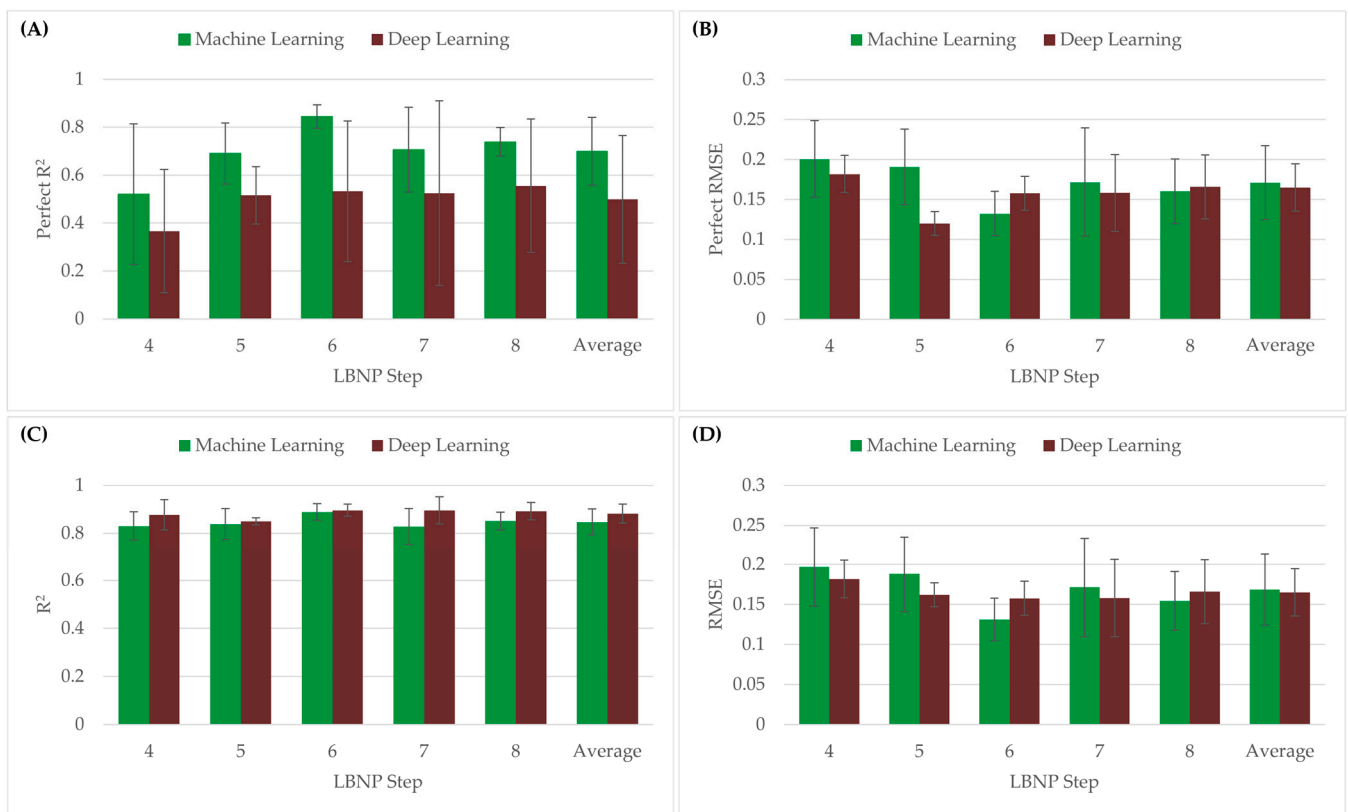 (A)
Machine Learning Deep Learning
1
0.8
0.6
0.4
0.2
0
Perfect R²
4 5 6 7 8 Average
LBNP Step
(B)
Machine Learning Deep Learning
0.3
0.25
0.2
0.15
0.1
0.05
0
Perfect RMSE
4 5 6 7 8 Average
LBNP Step
(C)
Machine Learning Deep Learning
1
0.8
0.6
0.4
0.2
0
R²
4 5 6 7 8 Average
LBNP Step
(D)
Machine Learning Deep Learning
0.3
0.25
0.2
0.15
0.1
0.05
0
RMSE
4 5 6 7 8 Average
LBNP Step